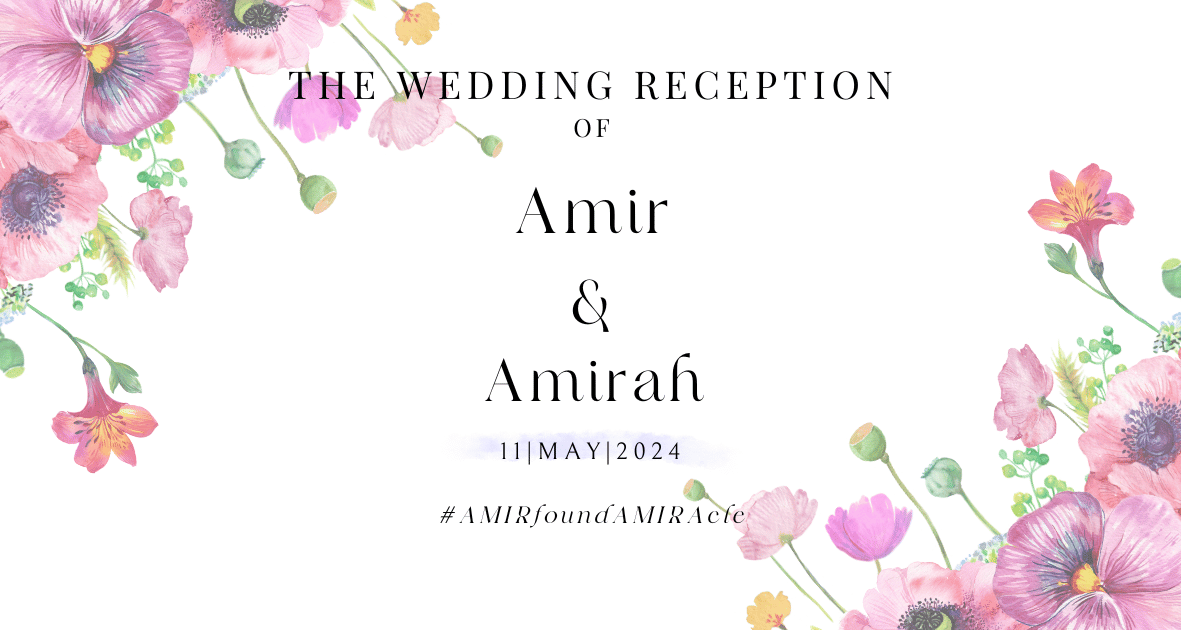 THE WEDDING RECEPTION
OF
Amir
&
Amirah
11|MAY|2024
#AMIRfoundAMIRAcle